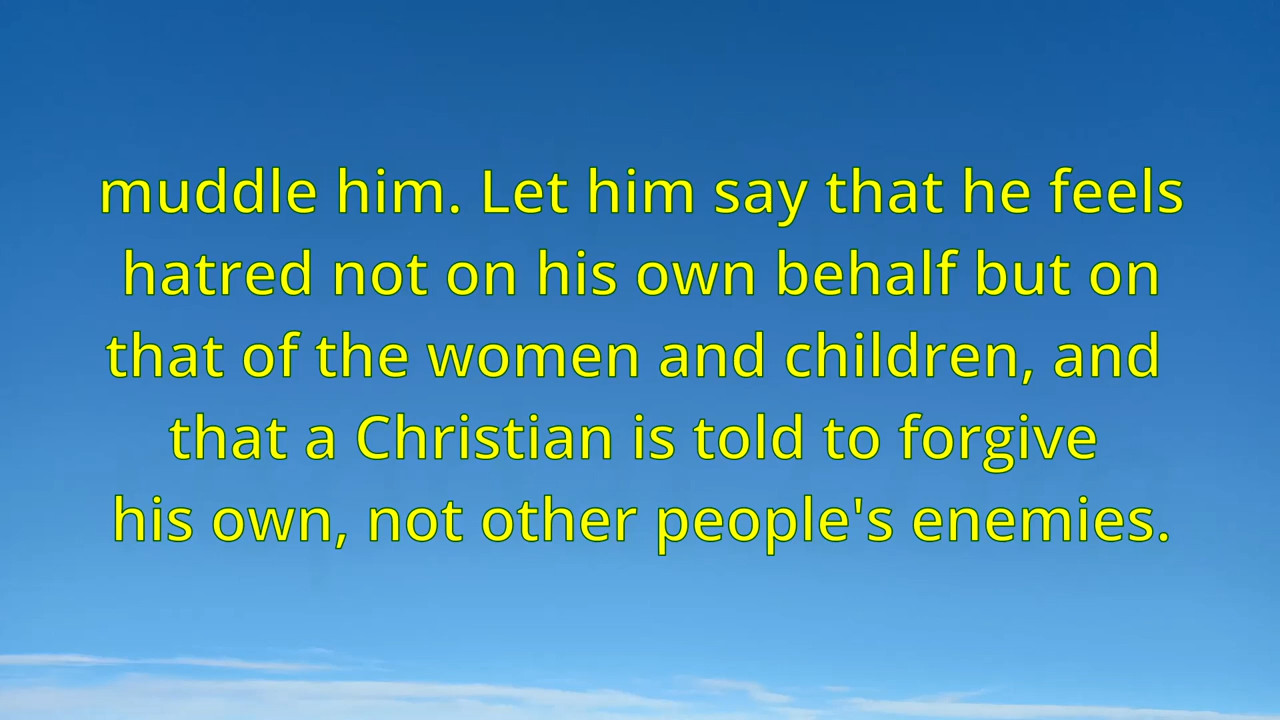 muddle him. Let him say that he feels
hatred not on his own behalf but on
that of the women and children, and
that a Christian is told to forgive
his own, not other people's enemies.